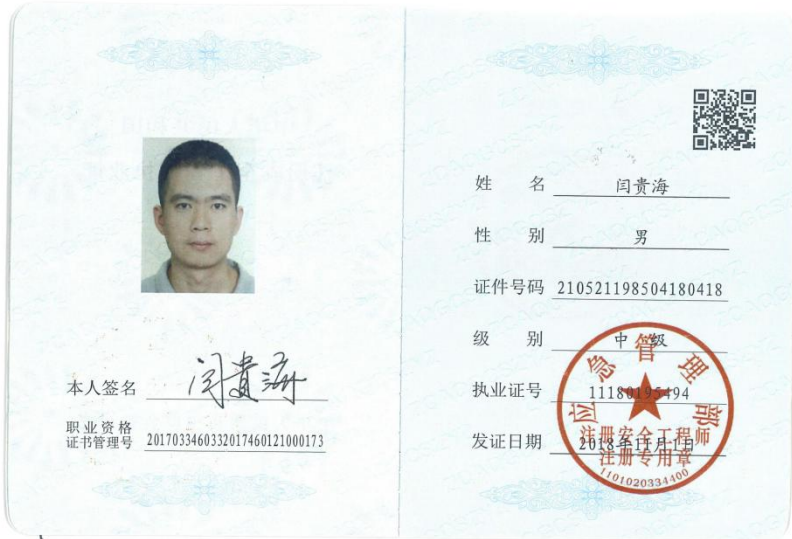 本人签名 闫贵海
职业资格
证书管理号 2017033460332017460121000173
姓 名 闫贵海
性 别 男
证件号码 210521198504180418
级 别 中 级
执业证号 11180195494
发证日期 2018年11月1日
应急管理部
注册安全工程师
注册专用章
1101020334400